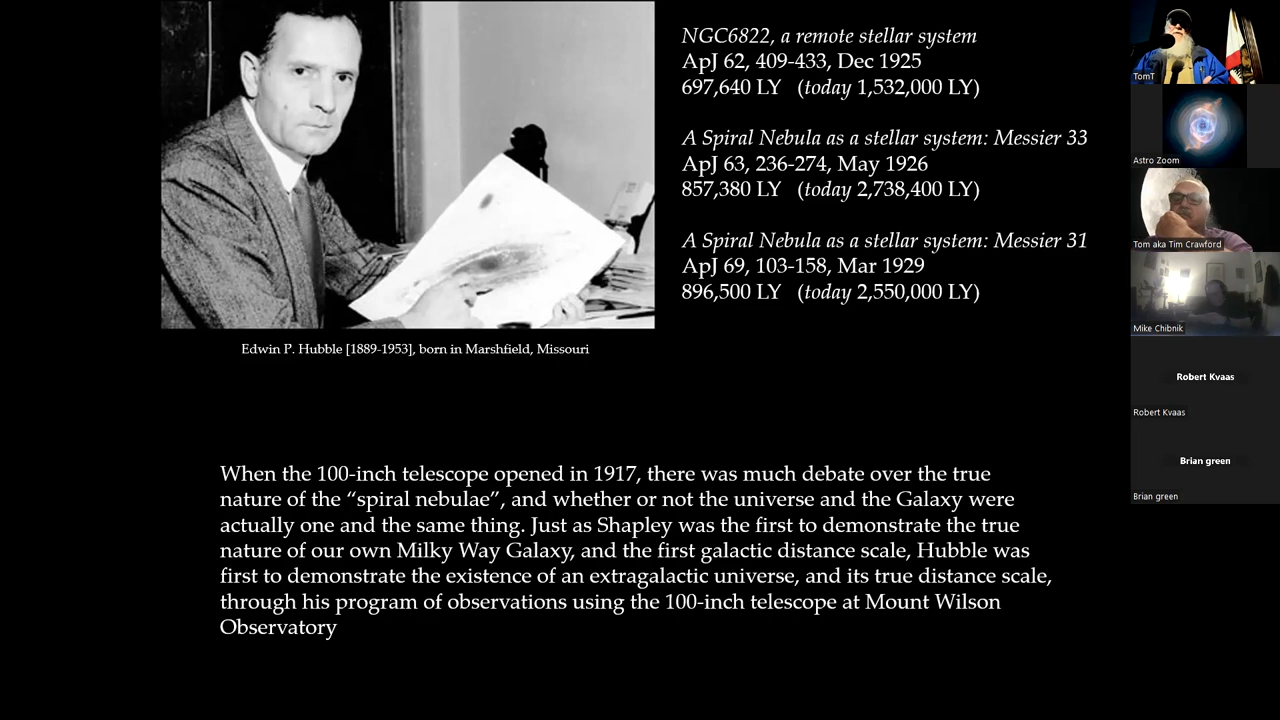 NGC6822, a remote stellar system
ApJ 62, 409-433, Dec 1925
697,640 LY (today 1,532,000 LY)
A Spiral Nebula as a stellar system: Messier 33
ApJ 63, 236-274, May 1926
857,380 LY (today 2,738,400 LY)
A Spiral Nebula as a stellar system: Messier 31
ApJ 69, 103-158, Mar 1929
896,500 LY (today 2,550,000 LY)
Edwin P. Hubble [1889-1953], born in Marshfield, Missouri
When the 100-inch telescope opened in 1917, there was much debate over the true
nature of the “spiral nebulae”, and whether or not the universe and the Galaxy were
actually one and the same thing. Just as Shapley was the first to demonstrate the true
nature of our own Milky Way Galaxy, and the first galactic distance scale, Hubble was
first to demonstrate the existence of an extragalactic universe, and its true distance scale,
through his program of observations using the 100-inch telescope at Mount Wilson
Observatory
TomT
Astro Zoom
Tom aka Tim Crawford
Mike Chibnik
Robert Kvaas
Robert Kvaas
Brian green
Brian green